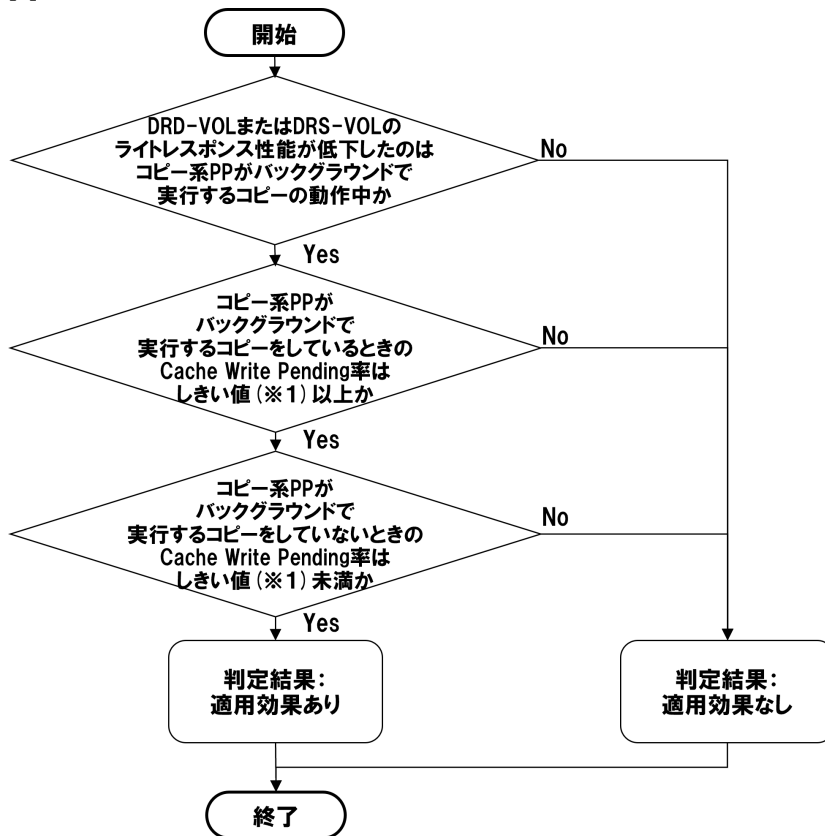 開始
DRD-VOLまたはDRS-VOLの
ライトレスポンス性能が低下したのは
コピー系PPがバックグラウンドで
実行するコピーの動作中か
No
Yes
コピー系PPが
バックグラウンドで
実行するコピーをしているときの
Cache Write Pending率は
しきい値(※1)以上か
No
Yes
コピー系PPが
バックグラウンドで
実行するコピーをしていないときの
Cache Write Pending率は
しきい値(※1)未満か
No
Yes
判定結果:
適用効果あり
判定結果:
適用効果なし
終了